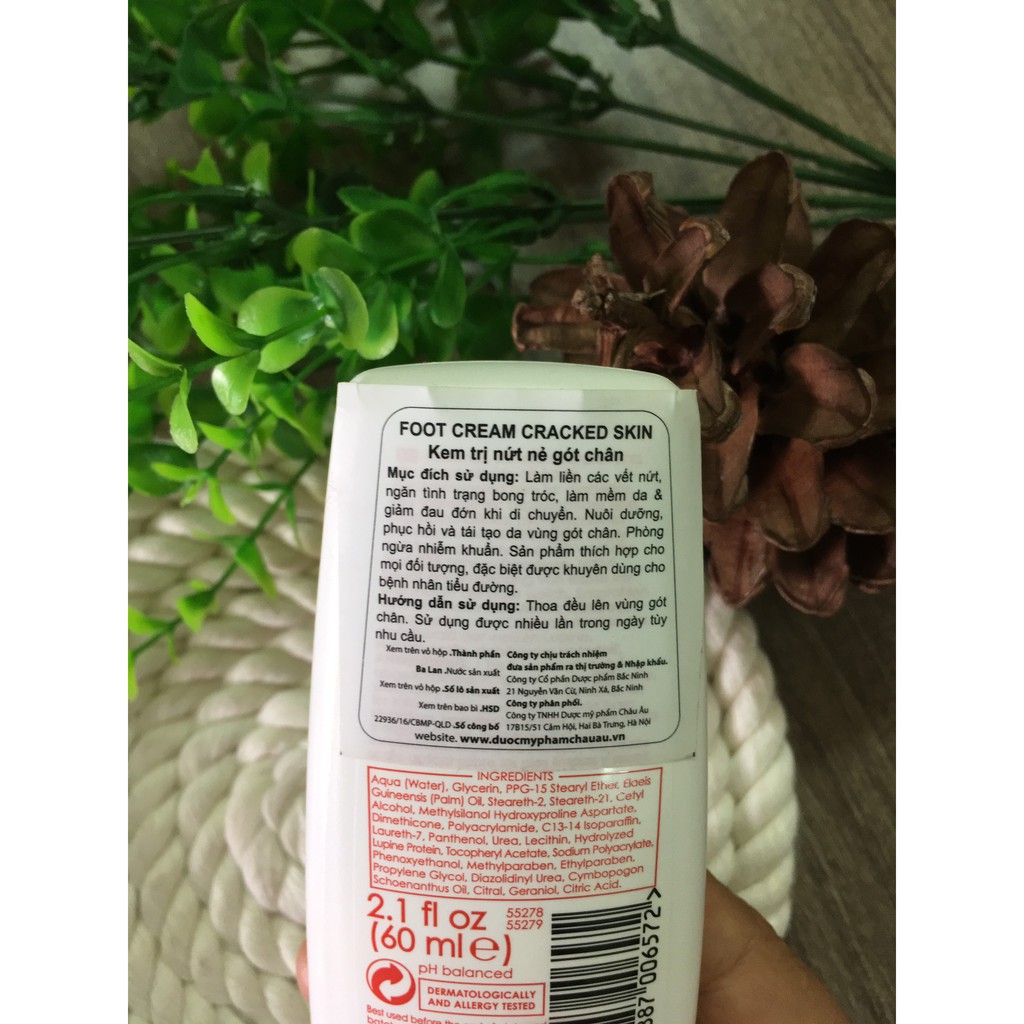 FOOT CREAM CRACKED SKIN
Kem trị nứt nẻ gót chân
Mục đích sử dụng: Làm liền các vết nứt,
ngăn tình trạng bong tróc, làm mềm da &
giảm đau đớn khi di chuyển. Nuôi dưỡng,
phục hồi và tái tạo da vùng gót chân. Phòng
ngừa nhiễm khuẩn. Sản phẩm thích hợp cho
mọi đối tượng, đặc biệt được khuyên dùng cho
bệnh nhân tiểu đường.
Hướng dẫn sử dụng: Thoa đều lên vùng gót
chân. Sử dụng được nhiều lần trong ngày tùy
nhu cầu.
Xem trên vỏ hộp .Thành phần
Ba Lan .Nước sản xuất
Xem trên vỏ hộp .Số lô sản xuất
Xem trên bao bì .HSD
22936/16/CBMP-QLD .Số công bố
Công ty chịu trách nhiệm
đưa sản phẩm ra thị trường & Nhập khẩu.
Công ty Cổ phần Dược phẩm Bắc Ninh
21 Nguyễn Văn Cừ, Ninh Xá, Bắc Ninh
Công ty phân phối.
Công ty TNHH Dược mỹ phẩm Châu Âu
17B15/51 Cảm Hội, Hai Bà Trưng, Hà Nội
website. www.duocmyphamchauau.vn
INGREDIENTS
Aqua (Water), Glycerin, PPG-15 Stearyl Ether, Elaeis
Guineensis (Palm) Oil, Steareth-2, Steareth-21, Cetyl
Alcohol, Methylsilanol Hydroxyproline Aspartate,
Dimethicone, Polyacrylamide, C13-14 Isoparaffin,
Laureth-7, Panthenol, Urea, Lecithin, Hydrolyzed
Lupine Protein, Tocopheryl Acetate, Sodium Polyacrylate,
Phenoxyethanol, Methylparaben, Ethylparaben,
Propylene Glycol, Diazolidinyl Urea, Cymbopogon
Schoenanthus Oil, Citral, Geraniol, Citric Acid.
2.1 fl oz
(60 ml ℮)
55278
55279
pH balanced
DERMATOLOGICALLY
AND ALLERGY TESTED
Best used before the
887 006572 >